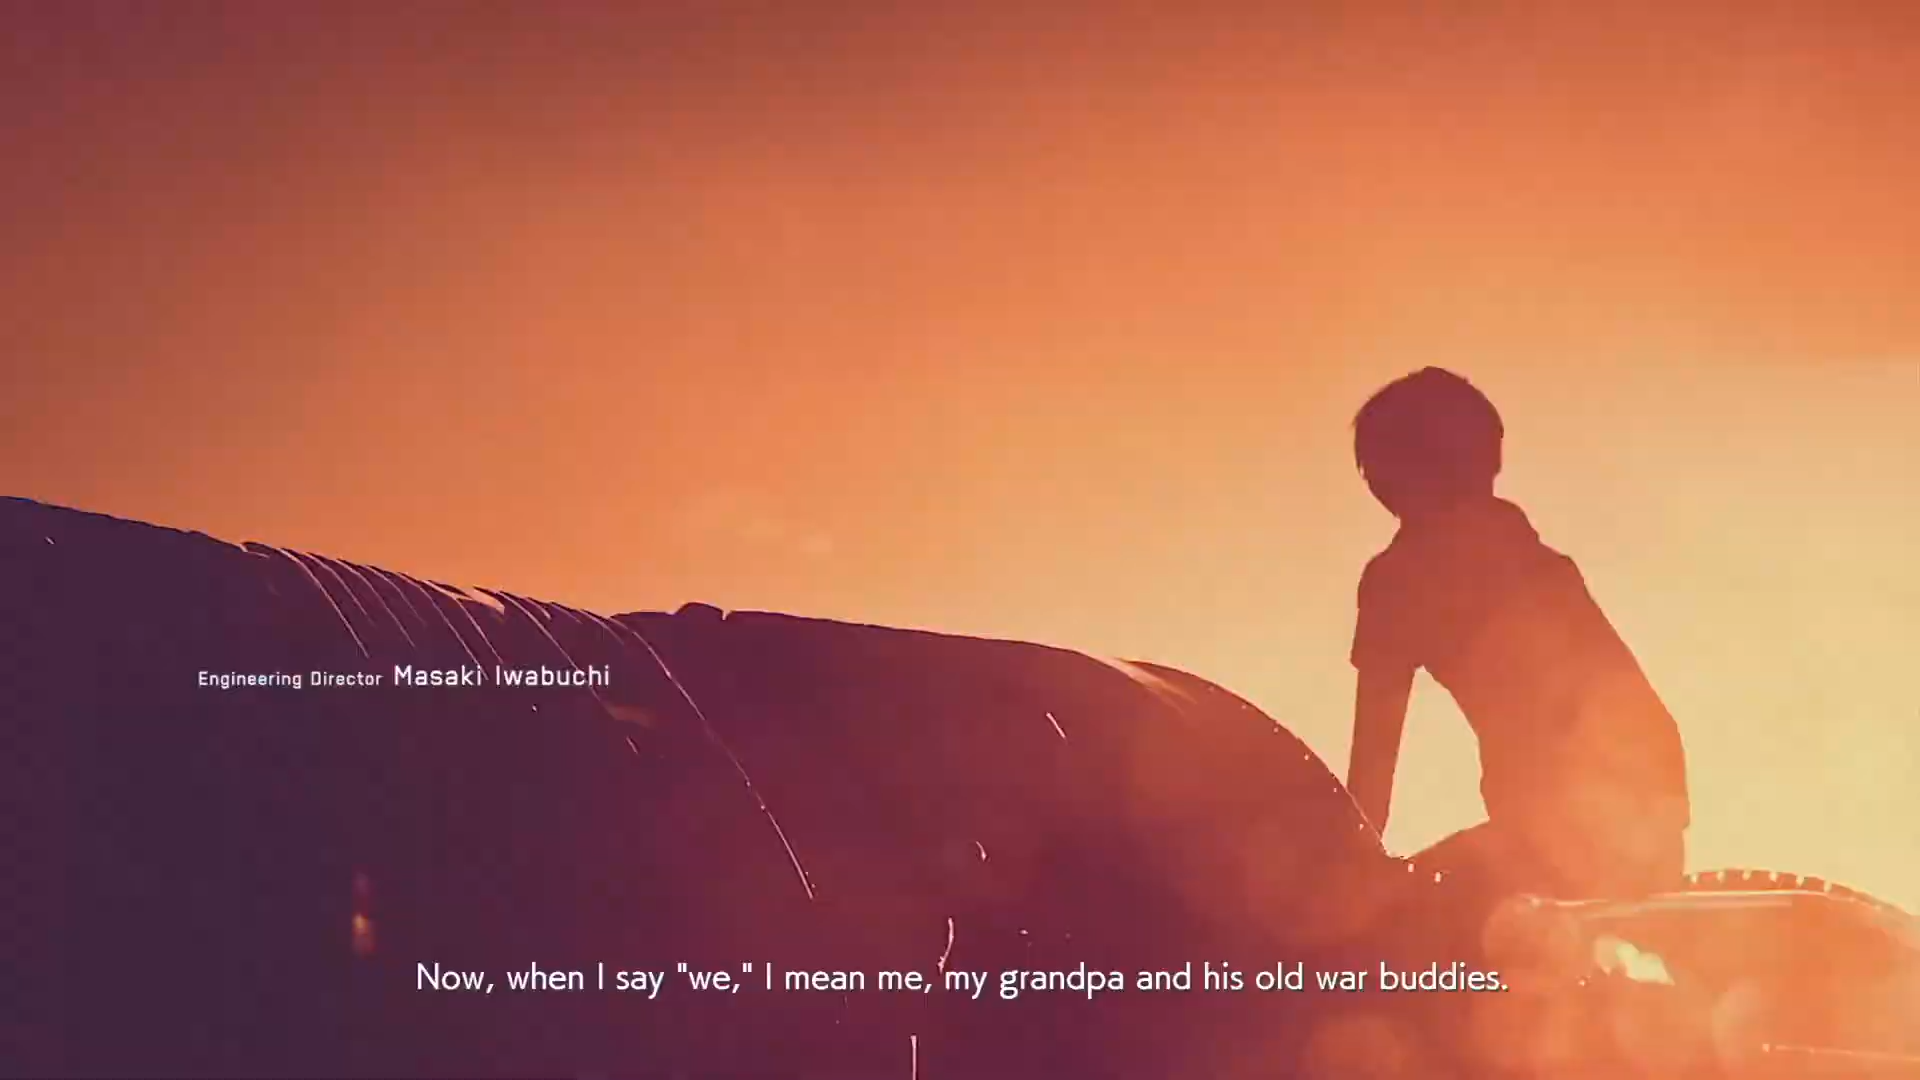 Engineering Director Masaki Iwabuchi
Now, when I say "we," I mean me, my grandpa and his old war buddies.